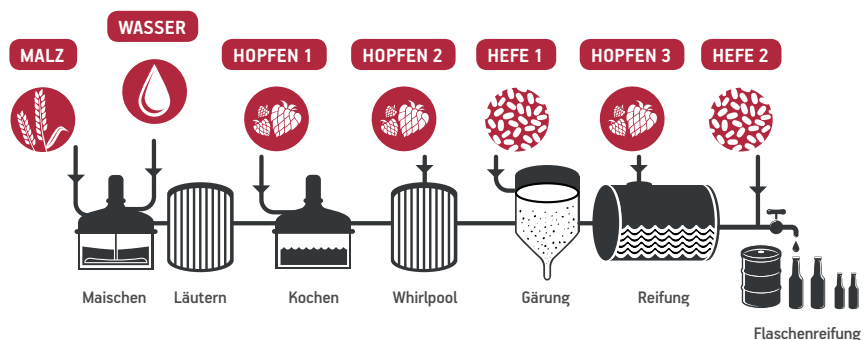 MALZ
WASSER
HOPFEN 1
HOPFEN 2
HEFE 1
HOPFEN 3
HEFE 2
Maischen
Läutern
Kochen
Whirlpool
Gärung
Reifung
Flaschenreifung